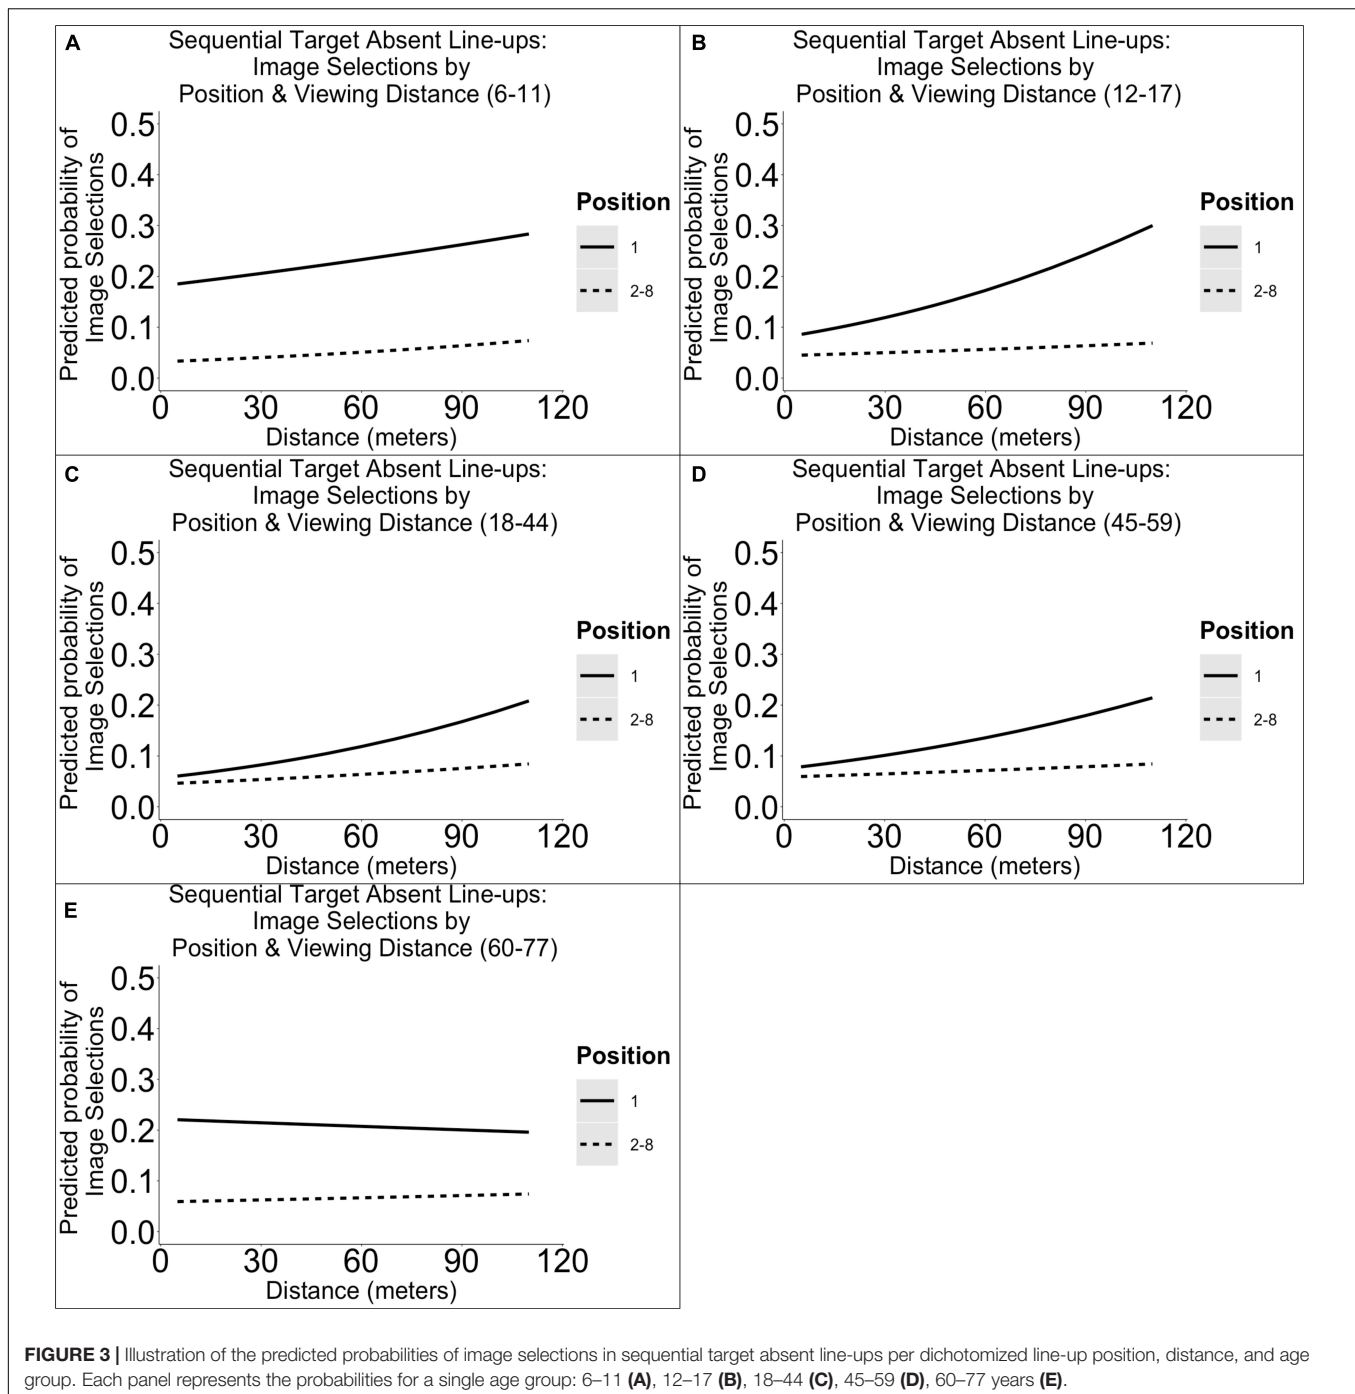 A
Sequential Target Absent Line-ups:
Image Selections by
Position & Viewing Distance (6-11)
Predicted probability of
Image Selections
0.5
0.4
0.3
0.2
0.1
0.0
0 30 60 90 120
Distance (meters)
Position
1
2-8
B
Sequential Target Absent Line-ups:
Image Selections by
Position & Viewing Distance (12-17)
Predicted probability of
Image Selections
0.5
0.4
0.3
0.2
0.1
0.0
0 30 60 90 120
Distance (meters)
Position
1
2-8
C
Sequential Target Absent Line-ups:
Image Selections by
Position & Viewing Distance (18-44)
Predicted probability of
Image Selections
0.5
0.4
0.3
0.2
0.1
0.0
0 30 60 90 120
Distance (meters)
Position
1
2-8
D
Sequential Target Absent Line-ups:
Image Selections by
Position & Viewing Distance (45-59)
Predicted probability of
Image Selections
0.5
0.4
0.3
0.2
0.1
0.0
0 30 60 90 120
Distance (meters)
Position
1
2-8
E
Sequential Target Absent Line-ups:
Image Selections by
Position & Viewing Distance (60-77)
Predicted probability of
Image Selections
0.5
0.4
0.3
0.2
0.1
0.0
0 30 60 90 120
Distance (meters)
Position
1
2-8
FIGURE 3 | Illustration of the predicted probabilities of image selections in sequential target absent line-ups per dichotomized line-up position, distance, and age
group. Each panel represents the probabilities for a single age group: 6–11 (A), 12–17 (B), 18–44 (C), 45–59 (D), 60–77 years (E).